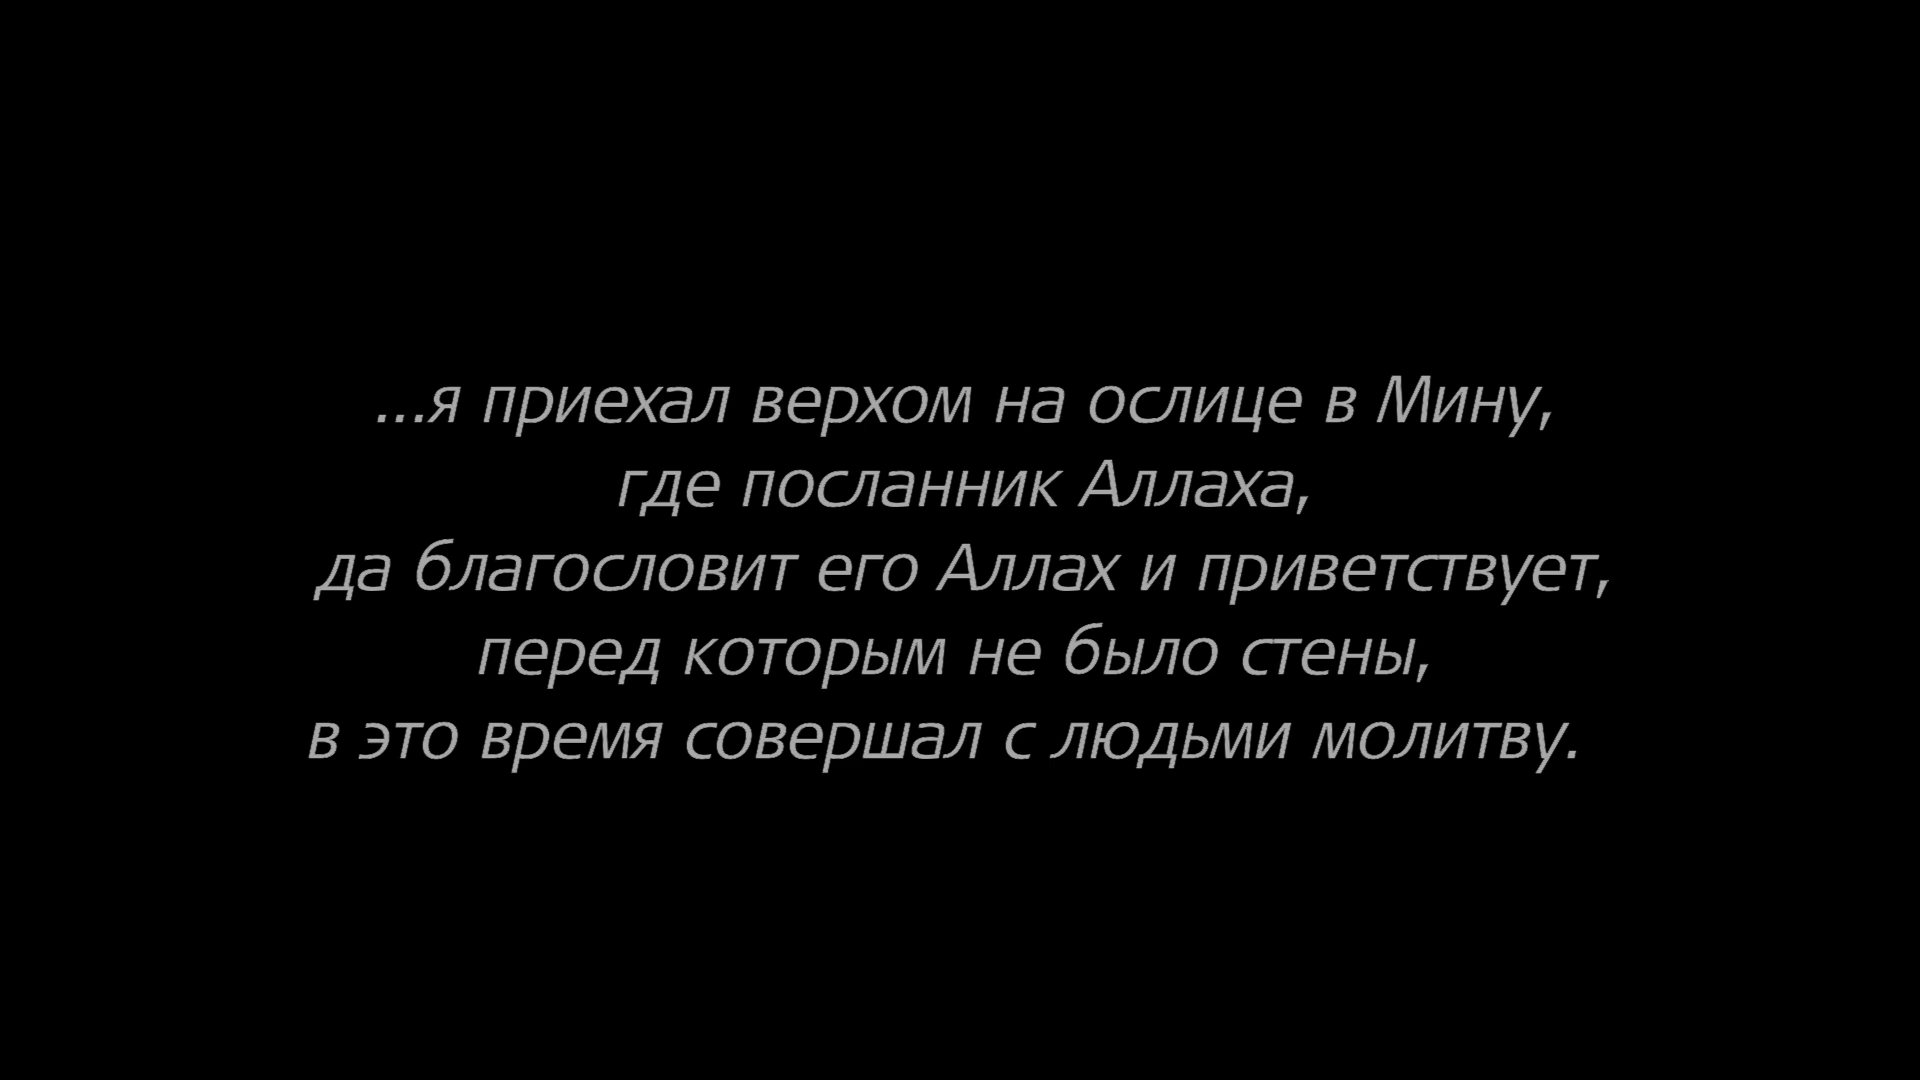 ...я приехал верхом на ослице в Мину,
где посланник Аллаха,
да благословит его Аллах и приветствует,
перед которым не было стены,
в это время совершал с людьми молитву.